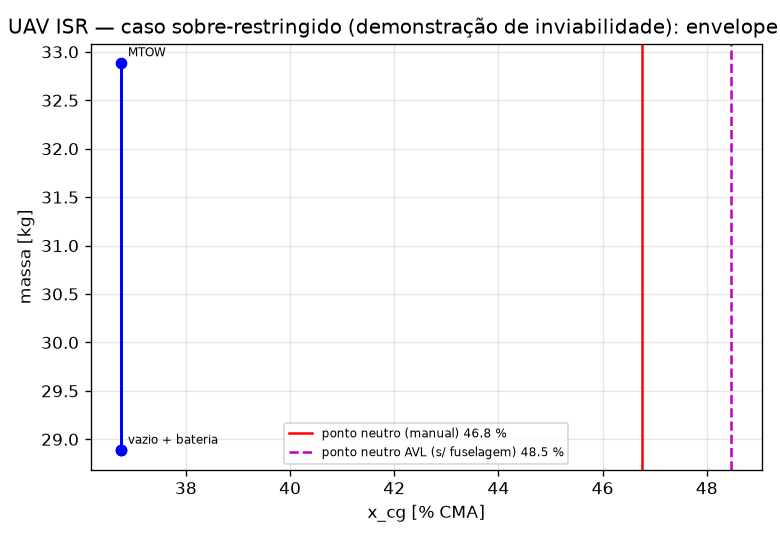 UAV ISR — caso sobre-restringido (demonstração de inviabilidade): envelope
33.0
32.5
32.0
31.5
31.0
30.5
30.0
29.5
29.0
massa [kg]
MTOW
vazio + bateria
ponto neutro (manual) 46.8 %
ponto neutro AVL (s/ fuselagem) 48.5 %
38
40
42
44
46
48
x_cg [% CMA]